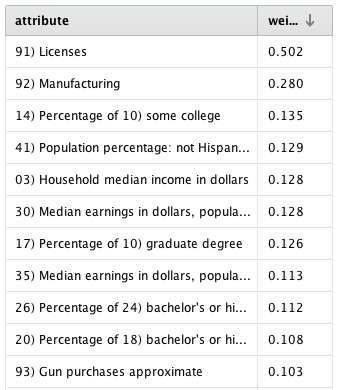 attribute wei... ↓
91) Licenses 0.502
92) Manufacturing 0.280
14) Percentage of 10) some college 0.135
41) Population percentage: not Hispan... 0.129
03) Household median income in dollars 0.128
30) Median earnings in dollars, popula... 0.128
17) Percentage of 10) graduate degree 0.126
35) Median earnings in dollars, popula... 0.113
26) Percentage of 24) bachelor's or hi... 0.112
20) Percentage of 18) bachelor's or hi... 0.108
93) Gun purchases approximate 0.103